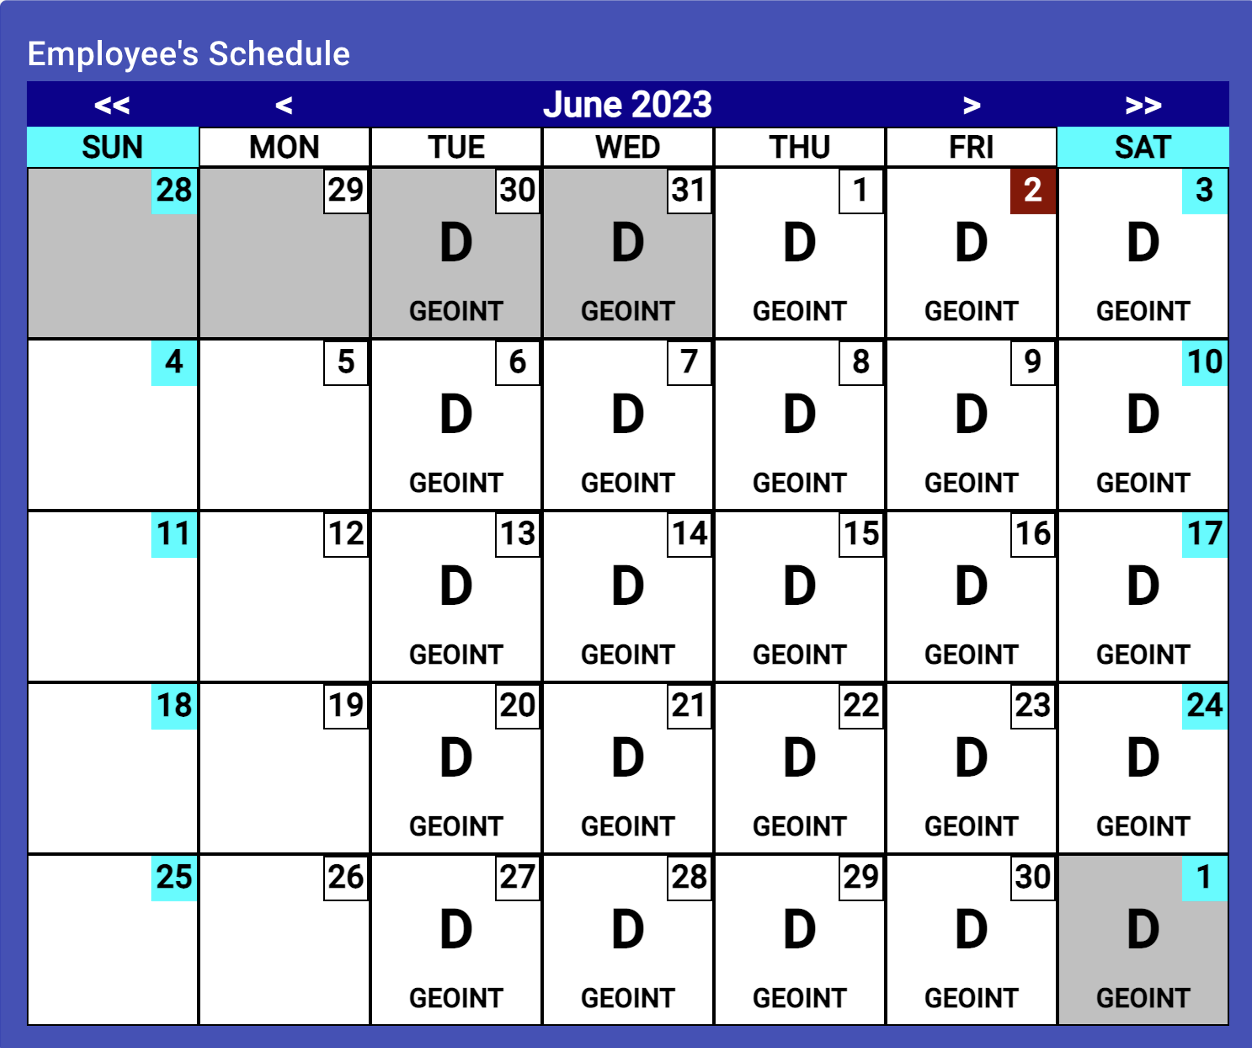 Employee's Schedule
<< < June 2023 > >>
SUN MON TUE WED THU FRI SAT
28 29 30 31 1 2 3
D D D D D
GEOINT GEOINT GEOINT GEOINT GEOINT
4 5 6 7 8 9 10
D D D D D
GEOINT GEOINT GEOINT GEOINT GEOINT
11 12 13 14 15 16 17
D D D D D
GEOINT GEOINT GEOINT GEOINT GEOINT
18 19 20 21 22 23 24
D D D D D
GEOINT GEOINT GEOINT GEOINT GEOINT
25 26 27 28 29 30 1
D D D D D
GEOINT GEOINT GEOINT GEOINT GEOINT